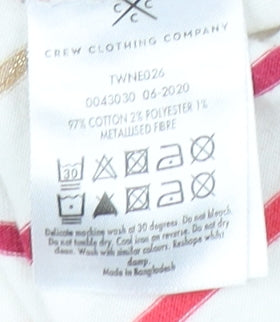 C C
C
CREW CLOTHING COMPANY
TWNE026
0043030 06-2020
97% COTTON 2% POLYESTER 1%
METALLISED FIBRE
30
Delicate machine wash at 30 degrees. Do not bleach.
Do not tumble dry. Cool iron on reverse. Do not dry
clean. Wash with similar colours. Reshape whilst
damp.
Made in Bangladesh